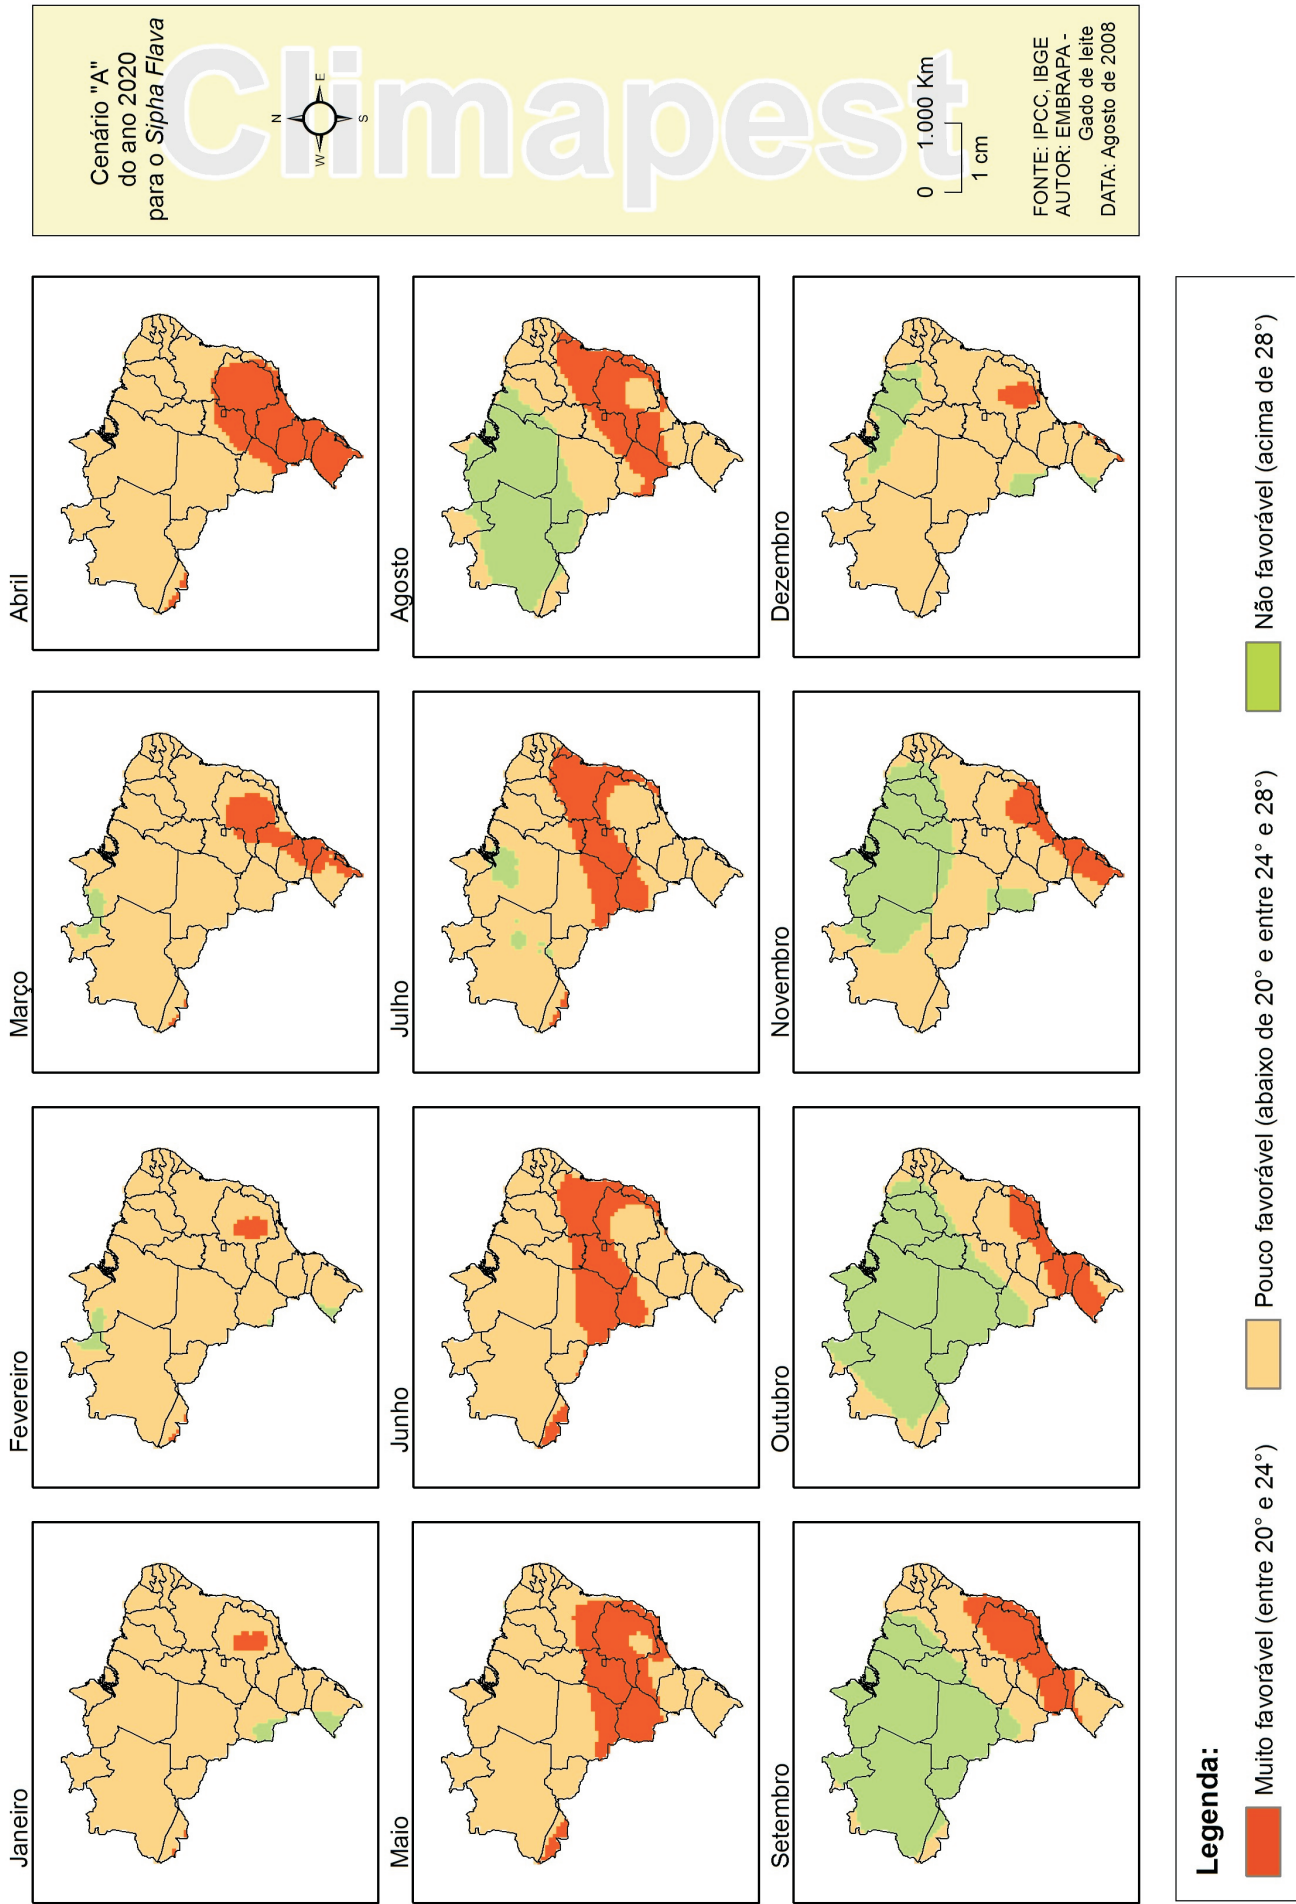 Janeiro
Fevereiro
Março
Abril
Maio
Junho
Julho
Agosto
Setembro
Outubro
Novembro
Dezembro
Climapest
Cenário "A"
do ano 2020
para o Sipha Flava
N
W
E
S
0 1.000 Km
1 cm
FONTE: IPCC, IBGE
AUTOR: EMBRAPA -
Gado de leite
DATA: Agosto de 2008
Legenda:
Muito favorável (entre 20° e 24°)
Pouco favorável (abaixo de 20° e entre 24° e 28°)
Não favorável (acima de 28°)